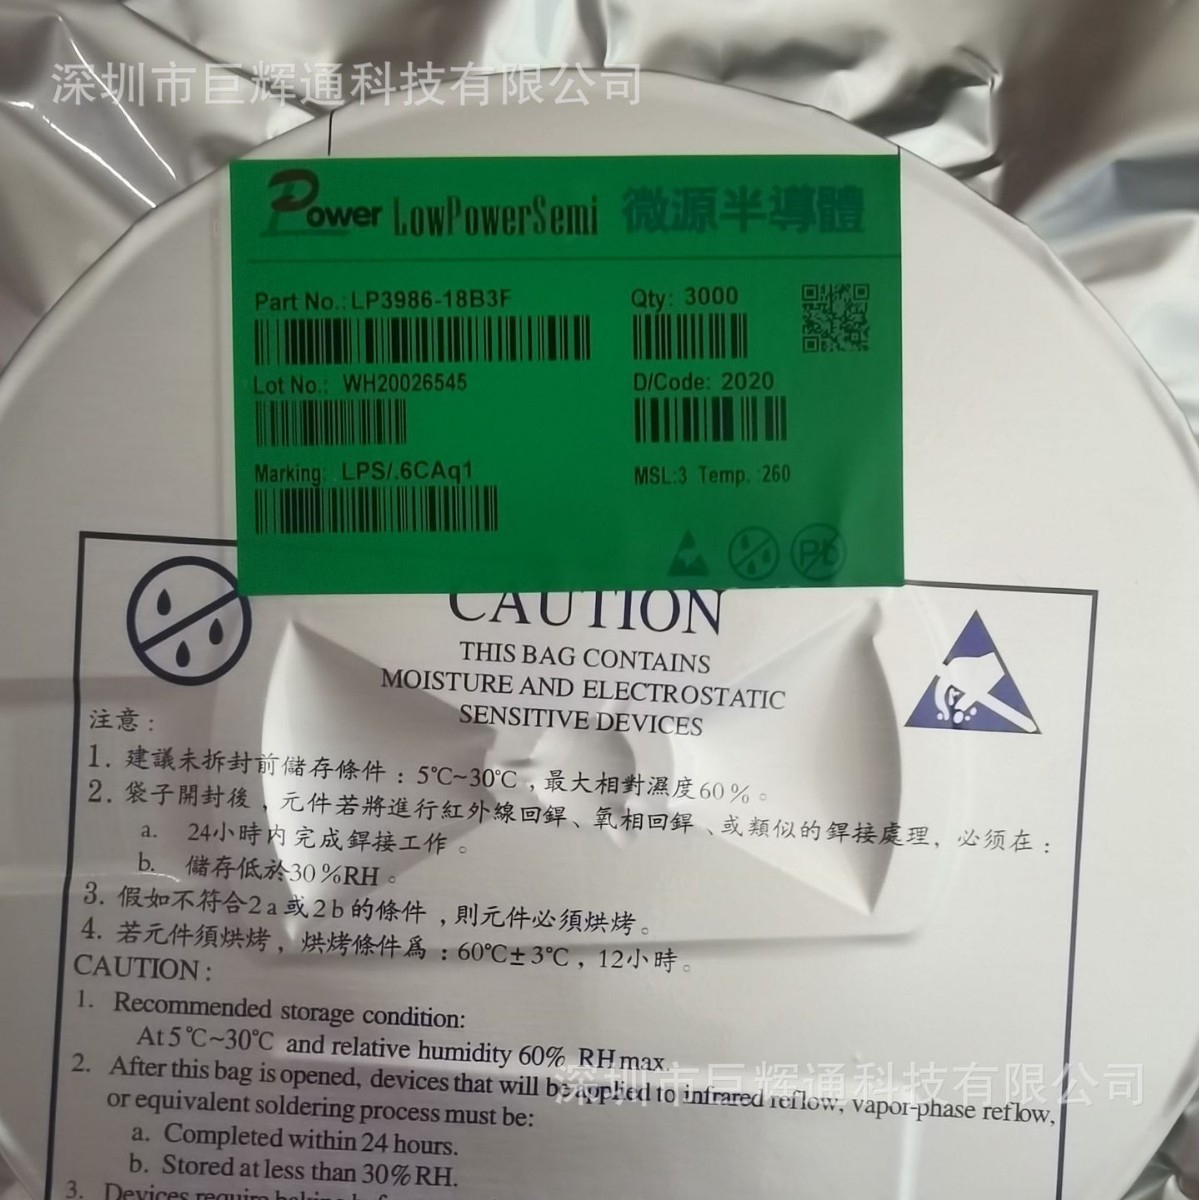 深圳市巨辉通科技有限公司
Power LowPowerSemi 微源半導體
Part No.: LP3986-18B3F
Qty: 3000
Lot No.: WH20026545
D/Code: 2020
Marking: LPS/.6CAq1
MSL:3 Temp. :260
Pb
CAUTION
THIS BAG CONTAINS
MOISTURE AND ELECTROSTATIC
SENSITIVE DEVICES
注意:
1. 建議未拆封前儲存條件：5℃~30℃，最大相對濕度60%。
2. 袋子開封後，元件若將進行紅外線回銲、氧相回銲、或類似的銲接處理，必須在：
a. 24小時內完成銲接工作。
b. 儲存低於30%RH。
3. 假如不符合2a或2b的條件，則元件必須烘烤。
4. 若元件須烘烤，烘烤條件爲：60℃±3℃，12小時。
CAUTION:
1. Recommended storage condition:
At 5℃~30℃ and relative humidity 60% RH max.
深圳市巨辉通科技有限公司
2. After this bag is opened, devices that will be applied to infrared reflow, vapor-phase reflow,
or equivalent soldering process must be:
a. Completed within 24 hours.
b. Stored at less than 30% RH.
3. Devices require baking